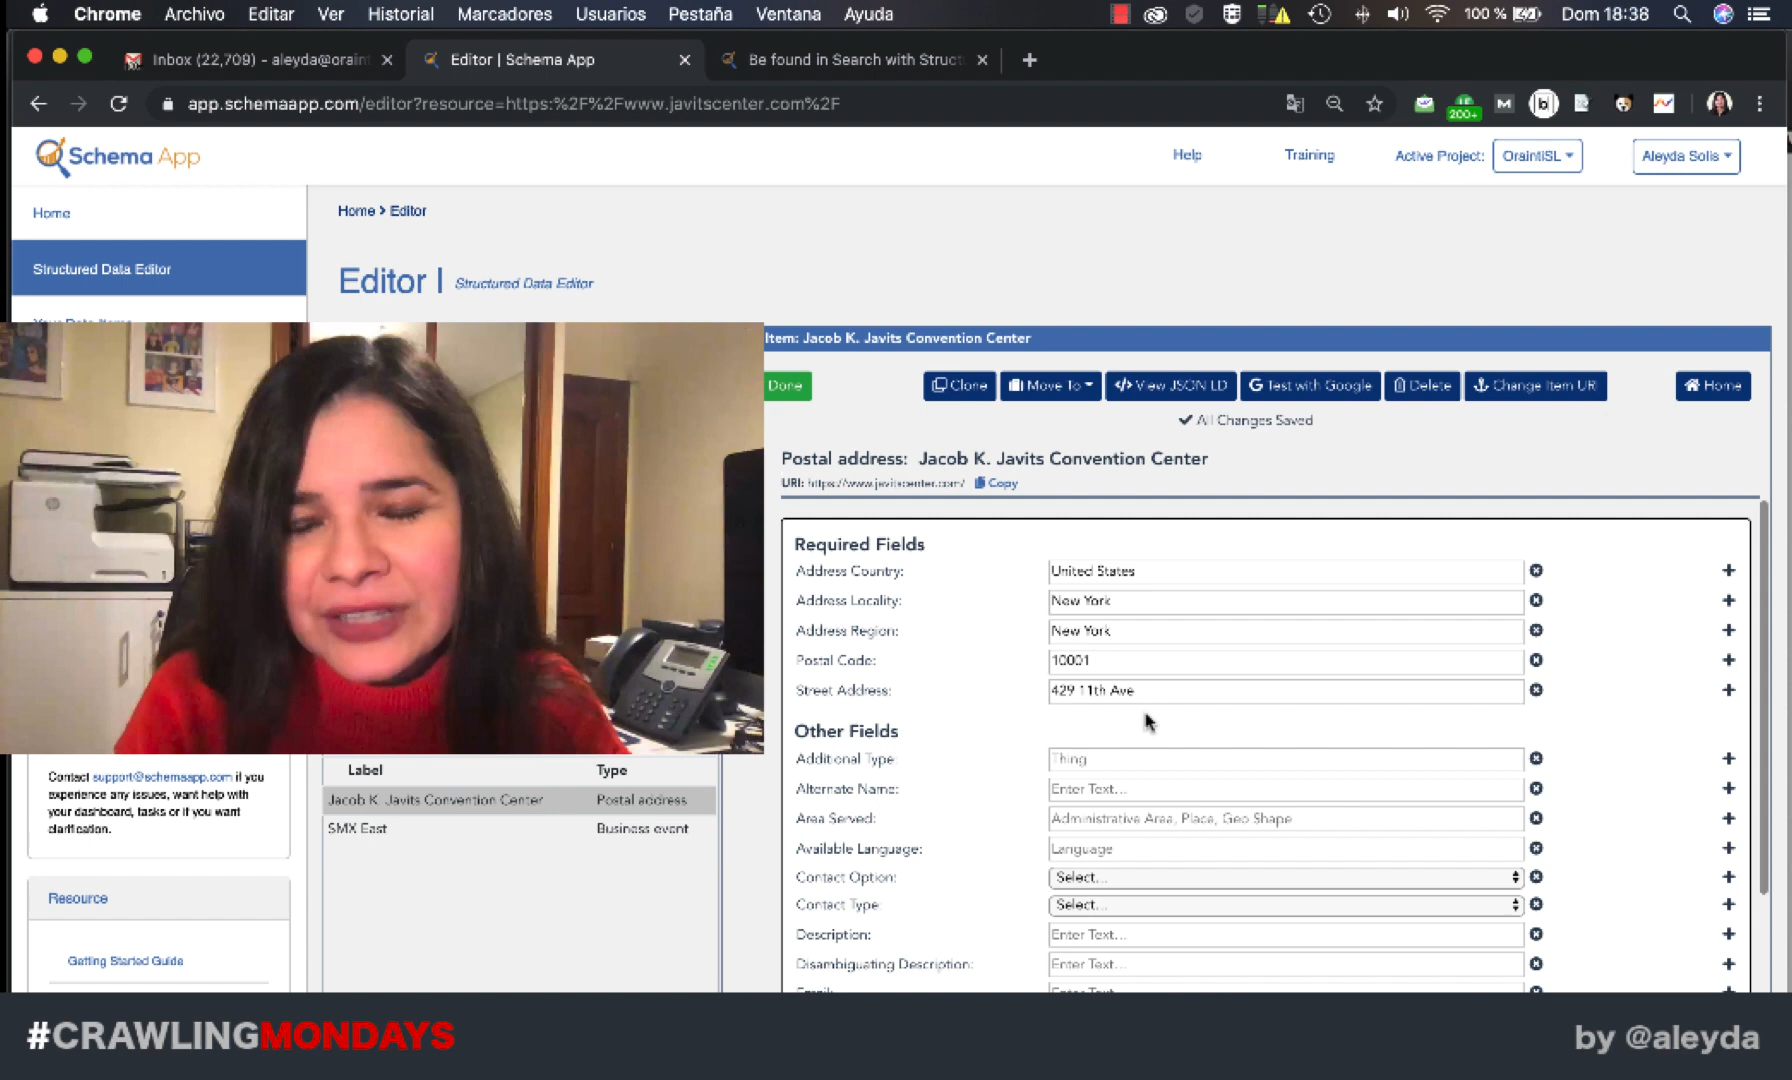 Chrome Archivo Editar Ver Historial Marcadores Usuarios Pestaña Ventana Ayuda 100 % Dom 18:38
Inbox (22,709) - aleyda@oraint
Editor | Schema App
Be found in Search with Struct
app.schemaapp.com/editor?resource=https:%2F%2Fwww.javitscenter.com%2F
200+
Schema App
Help Training Active Project: OraintiSL Aleyda Solis
Home
Home > Editor
Structured Data Editor
Editor | Structured Data Editor
Item: Jacob K. Javits Convention Center
Done Clone Move To View JSON LD Test with Google Delete Change Item URI Home
All Changes Saved
Postal address: Jacob K. Javits Convention Center
URI: https://www.javitscenter.com/ Copy
Required Fields
Address Country: United States
Address Locality: New York
Address Region: New York
Postal Code: 10001
Street Address: 429 11th Ave
Other Fields
Additional Type: Thing
Alternate Name: Enter Text...
Area Served: Administrative Area, Place, Geo Shape
Available Language: Language
Contact Option: Select...
Contact Type: Select...
Description: Enter Text...
Disambiguating Description: Enter Text...
Label Type
Jacob K. Javits Convention Center Postal address
SMX East Business event
Contact support@schemaapp.com if you
experience any issues, want help with
your dashboard, tasks or if you want
clarification.
Resource
Getting Started Guide
#CRAWLINGMONDAYS
by @aleyda